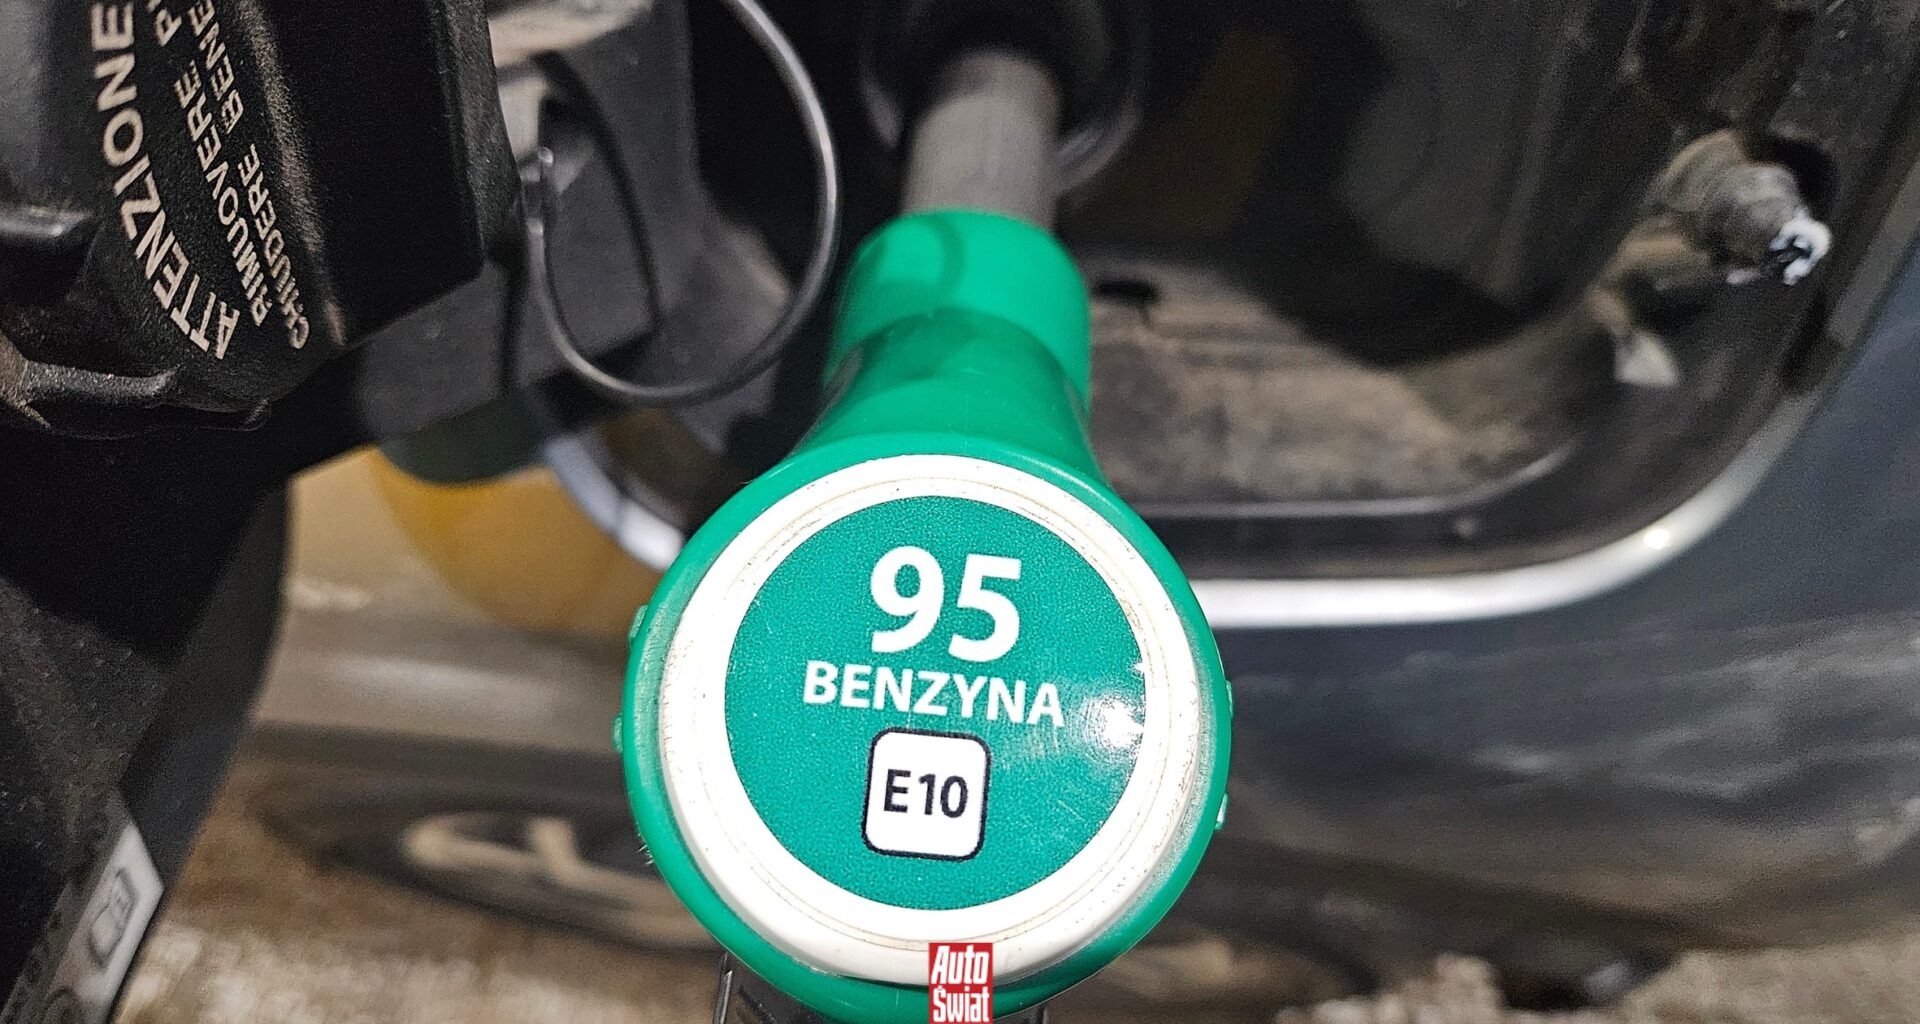 ATTENZIONE
RIMUOVERE
CHIUDERE BENE
95
BENZYNA
E10
Auto
Świat